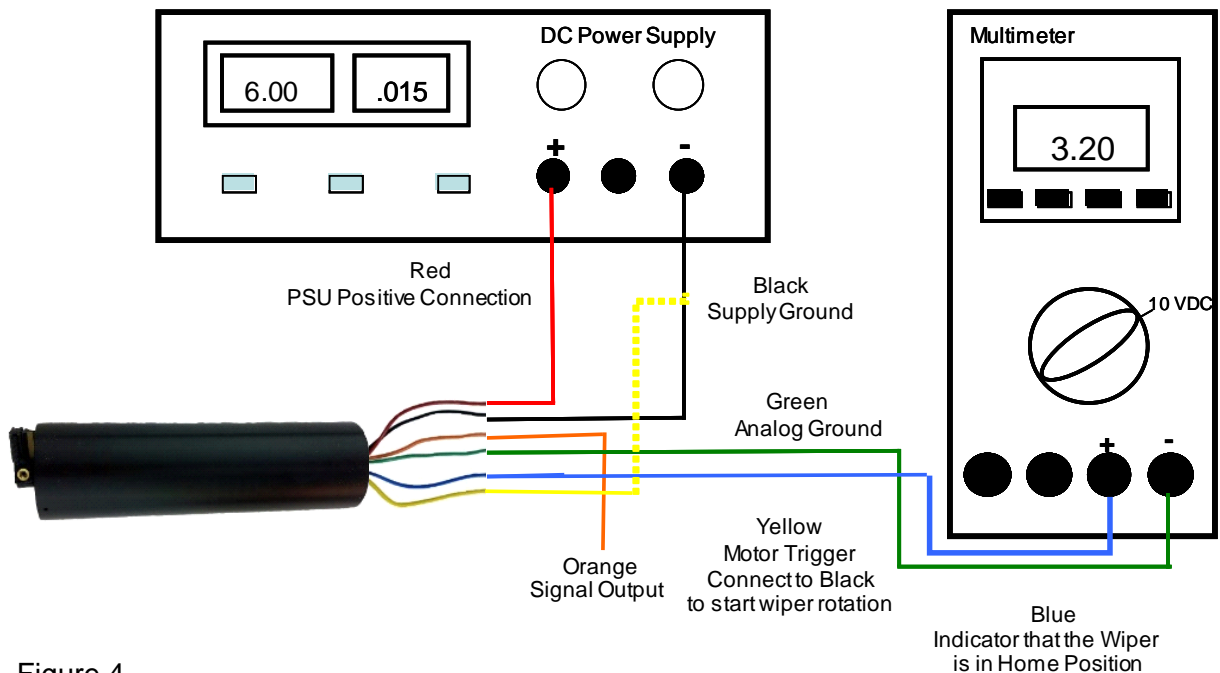 DC Power Supply
6.00
.015
+
-
Multimeter
3.20
10 VDC
+
-
Red
PSU Positive Connection
Black
Supply Ground
Green
Analog Ground
Yellow
Motor Trigger
Connect to Black
to start wiper rotation
Orange
Signal Output
Blue
Indicator that the Wiper
is in Home Position
Figure 4